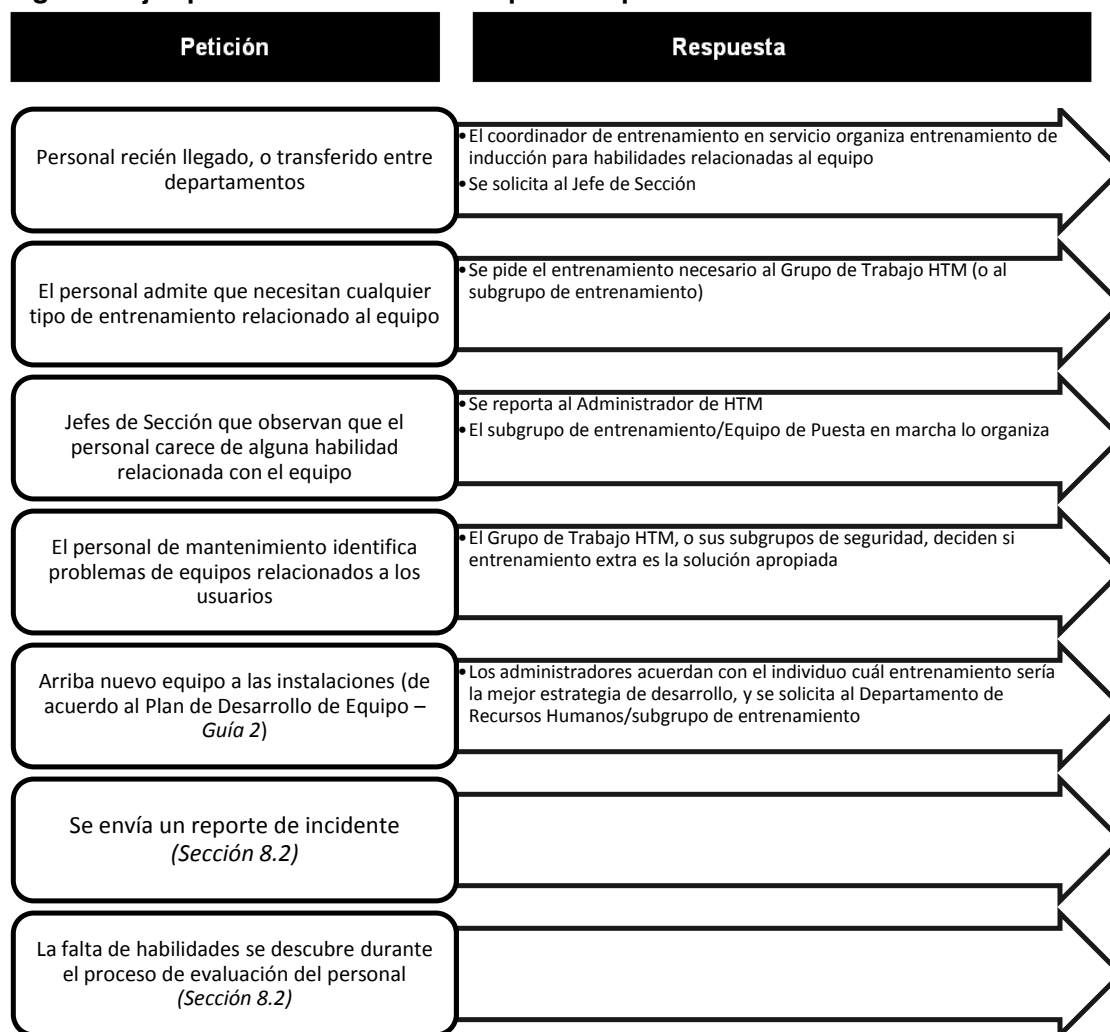 Petición
Respuesta
Personal recién llegado, o transferido entre
departamentos
•El coordinador de entrenamiento en servicio organiza entrenamiento de
inducción para habilidades relacionadas al equipo
•Se solicita al Jefe de Sección
El personal admite que necesitan cualquier
tipo de entrenamiento relacionado al equipo
•Se pide el entrenamiento necesario al Grupo de Trabajo HTM (o al
subgrupo de entrenamiento)
Jefes de Sección que observan que el
personal carece de alguna habilidad
relacionada con el equipo
•Se reporta al Administrador de HTM
•El subgrupo de entrenamiento/Equipo de Puesta en marcha lo organiza
El personal de mantenimiento identifica
problemas de equipos relacionados a los
usuarios
•El Grupo de Trabajo HTM, o sus subgrupos de seguridad, deciden si
entrenamiento extra es la solución apropiada
Arriba nuevo equipo a las instalaciones (de
acuerdo al Plan de Desarrollo de Equipo –
Guía 2)
•Los administradores acuerdan con el individuo cuál entrenamiento sería
la mejor estrategia de desarrollo, y se solicita al Departamento de
Recursos Humanos/subgrupo de entrenamiento
Se envía un reporte de incidente
(Sección 8.2)
La falta de habilidades se descubre durante
el proceso de evaluación del personal
(Sección 8.2)